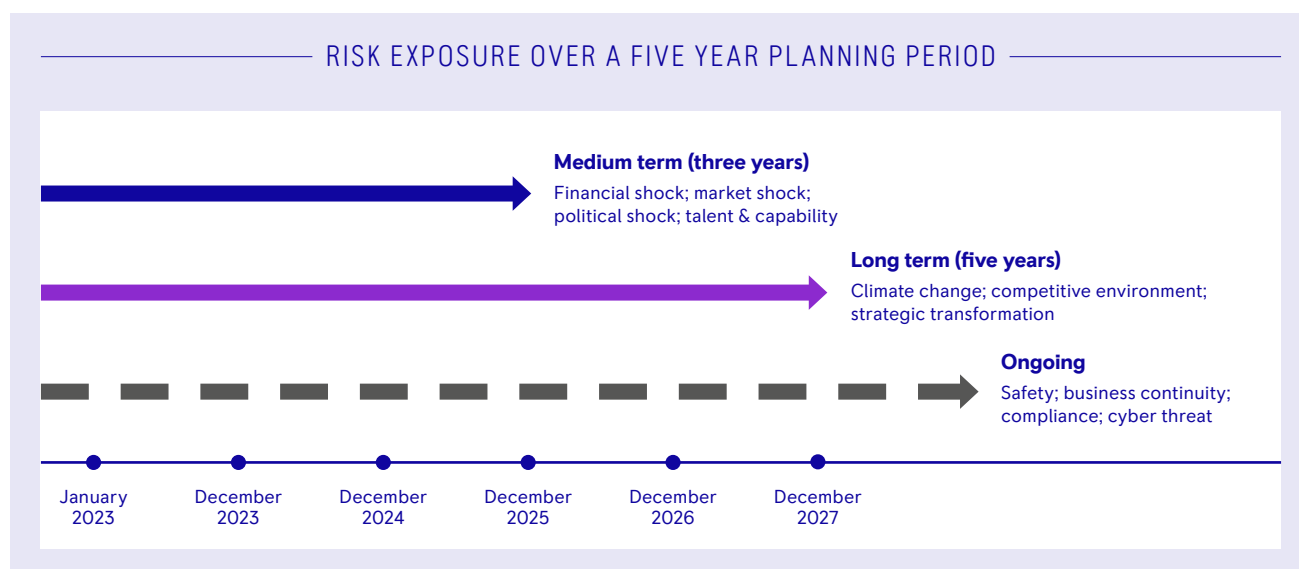 RISK EXPOSURE OVER A FIVE YEAR PLANNING PERIOD
Medium term (three years)
Financial shock; market shock;
political shock; talent & capability
Long term (five years)
Climate change; competitive environment;
strategic transformation
Ongoing
Safety; business continuity;
compliance; cyber threat
January
2023
December
2023
December
2024
December
2025
December
2026
December
2027